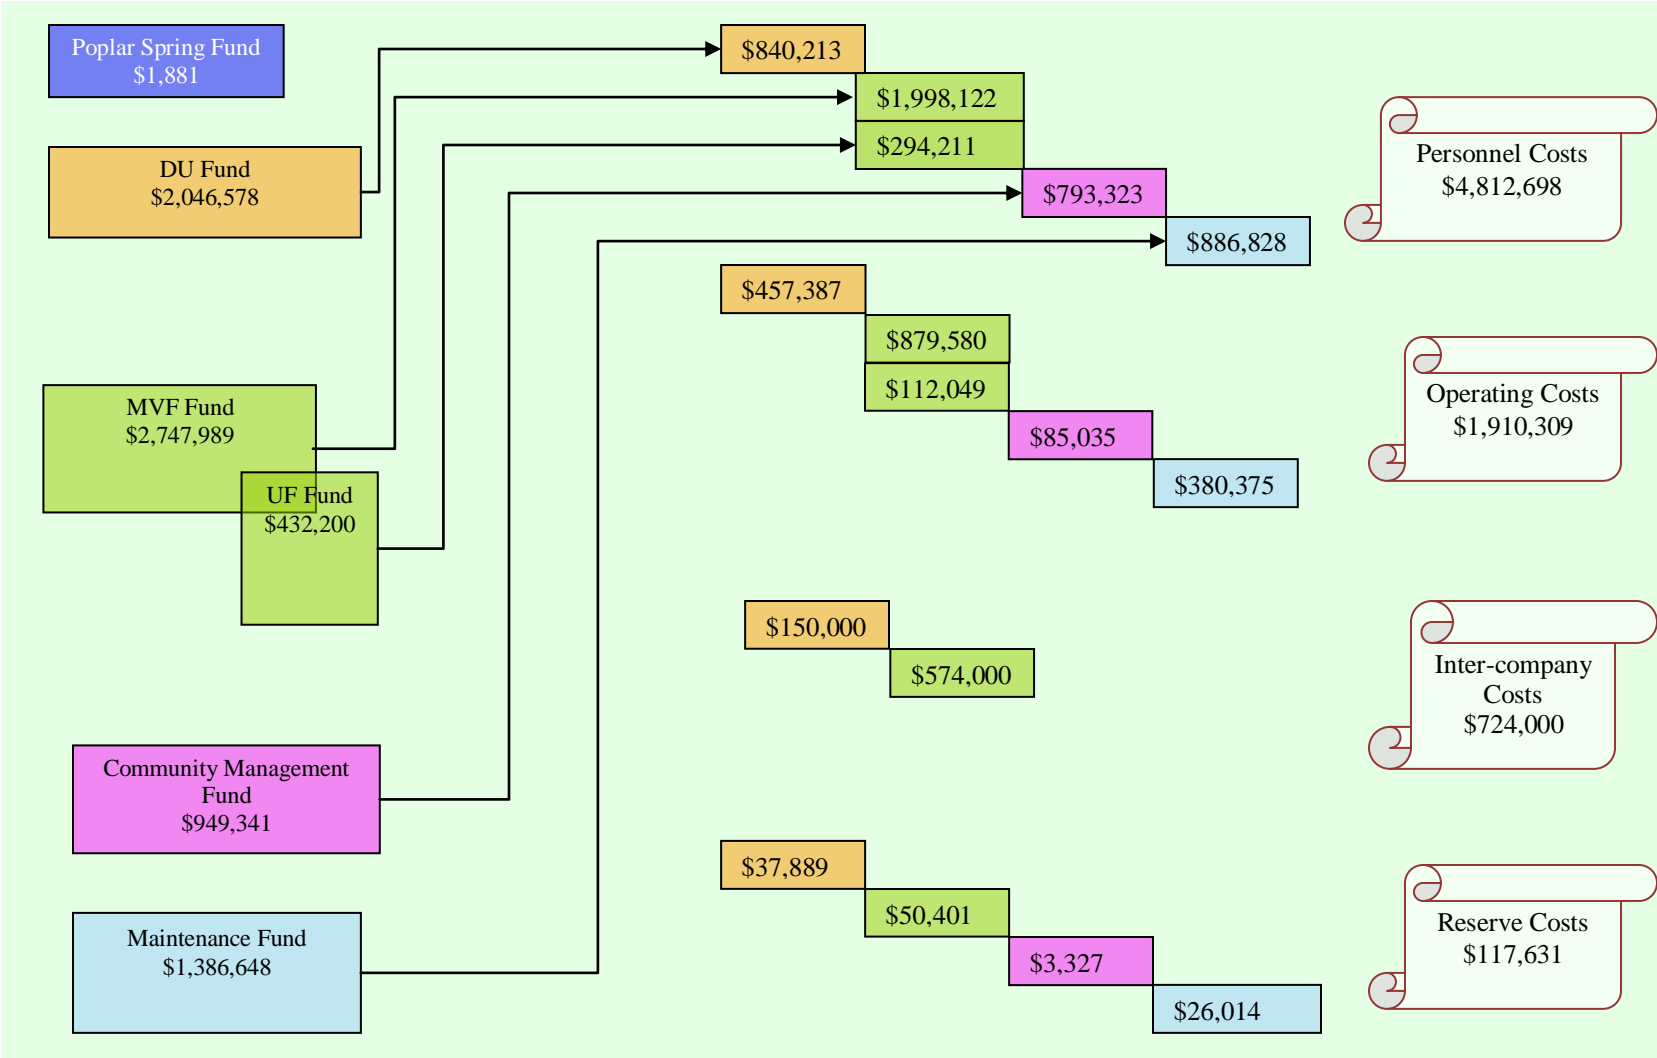 Poplar Spring Fund
$1,881
DU Fund
$2,046,578
MVF Fund
$2,747,989
UF Fund
$432,200
Community Management
Fund
$949,341
Maintenance Fund
$1,386,648
$840,213
$1,998,122
$294,211
$793,323
$886,828
$457,387
$879,580
$112,049
$85,035
$380,375
$150,000
$574,000
$37,889
$50,401
$3,327
$26,014
Personnel Costs
$4,812,698
Operating Costs
$1,910,309
Inter-company
Costs
$724,000
Reserve Costs
$117,631